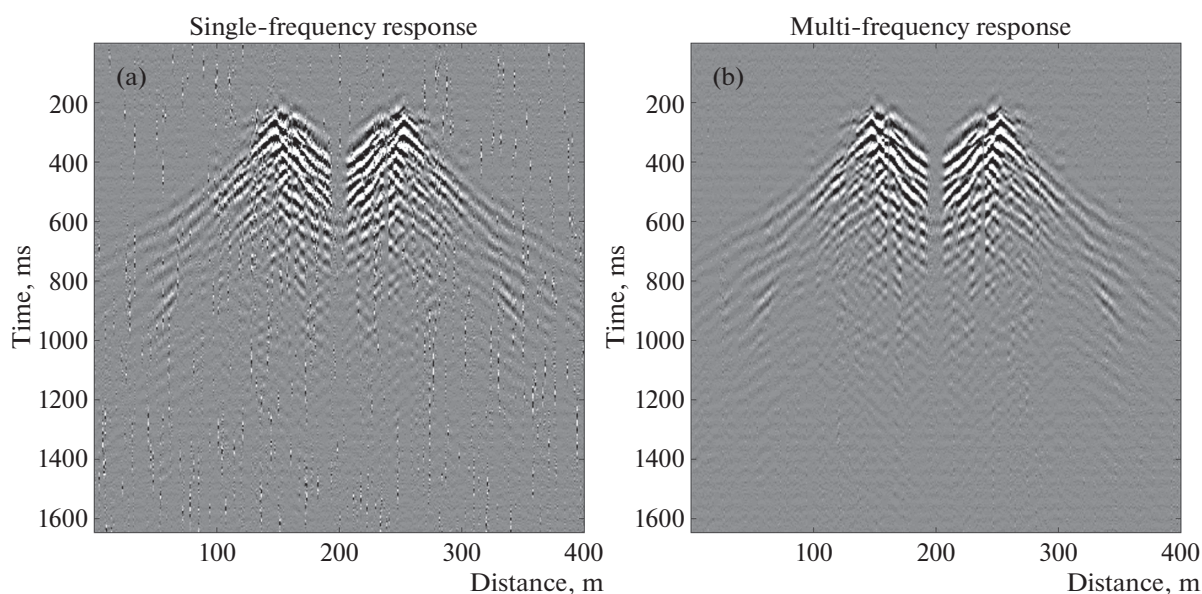 Single-frequency response
(a)
200
400
600
800
1000
1200
1400
1600
Time, ms
100 200 300 400
Distance, m
Multi-frequency response
(b)
200
400
600
800
1000
1200
1400
1600
Time, ms
100 200 300 400
Distance, m